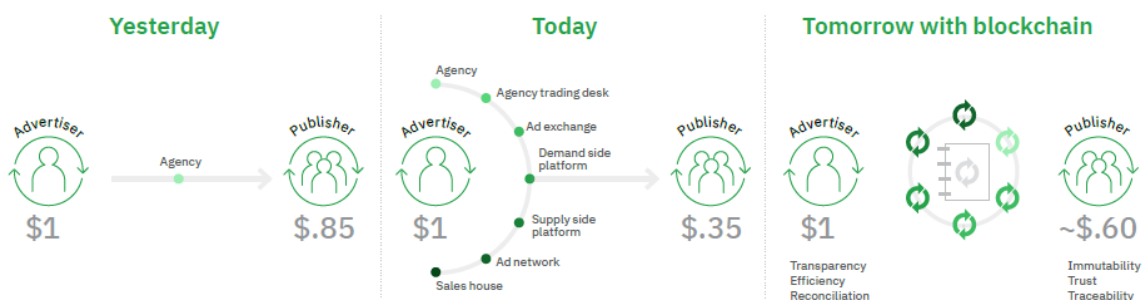 Yesterday
Advertiser
$1
Agency
Publisher
$.85
Today
Advertiser
$1
Agency
Agency trading desk
Ad exchange
Demand side
platform
Supply side
platform
Ad network
Sales house
Publisher
$.35
Tomorrow with blockchain
Advertiser
$1
Transparency
Efficiency
Reconciliation
Publisher
~$.60
Immutability
Trust
Traceability